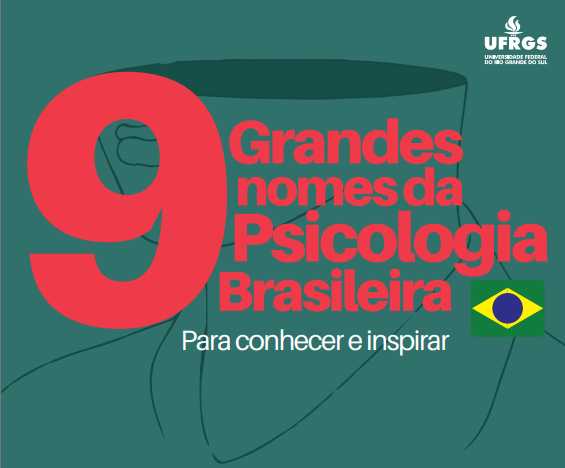 UFRGS
UNIVERSIDADE FEDERAL
DO RIO GRANDE DO SUL
9
Grandes
nomes da
Psicologia
Brasileira
Para conhecer e inspirar